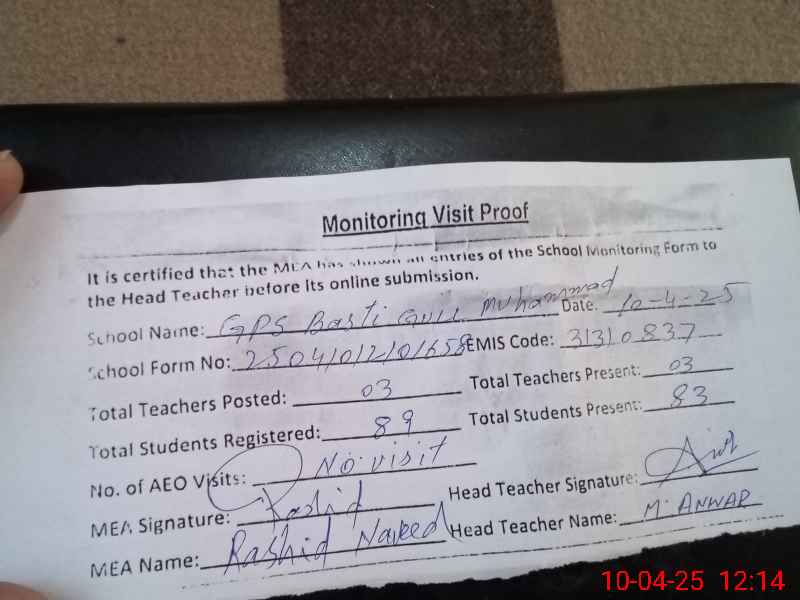 Monitoring Visit Proof
It is certified that the MEA has shown all entries of the School Monitoring Form to
the Head Teacher before its online submission.
School Name: GPS Basti Gull Muhammad Date. 10-4-25
School Form No: 25041012101658 EMIS Code: 31310837
Total Teachers Posted: 03 Total Teachers Present: 03
Total Students Registered: 89 Total Students Present: 83
No. of AEO Visits: No visit
MEA Signature: Rashid Head Teacher Signature:
MEA Name: Rashid Naveed Head Teacher Name: M. ANWAR
10-04-25 12:14